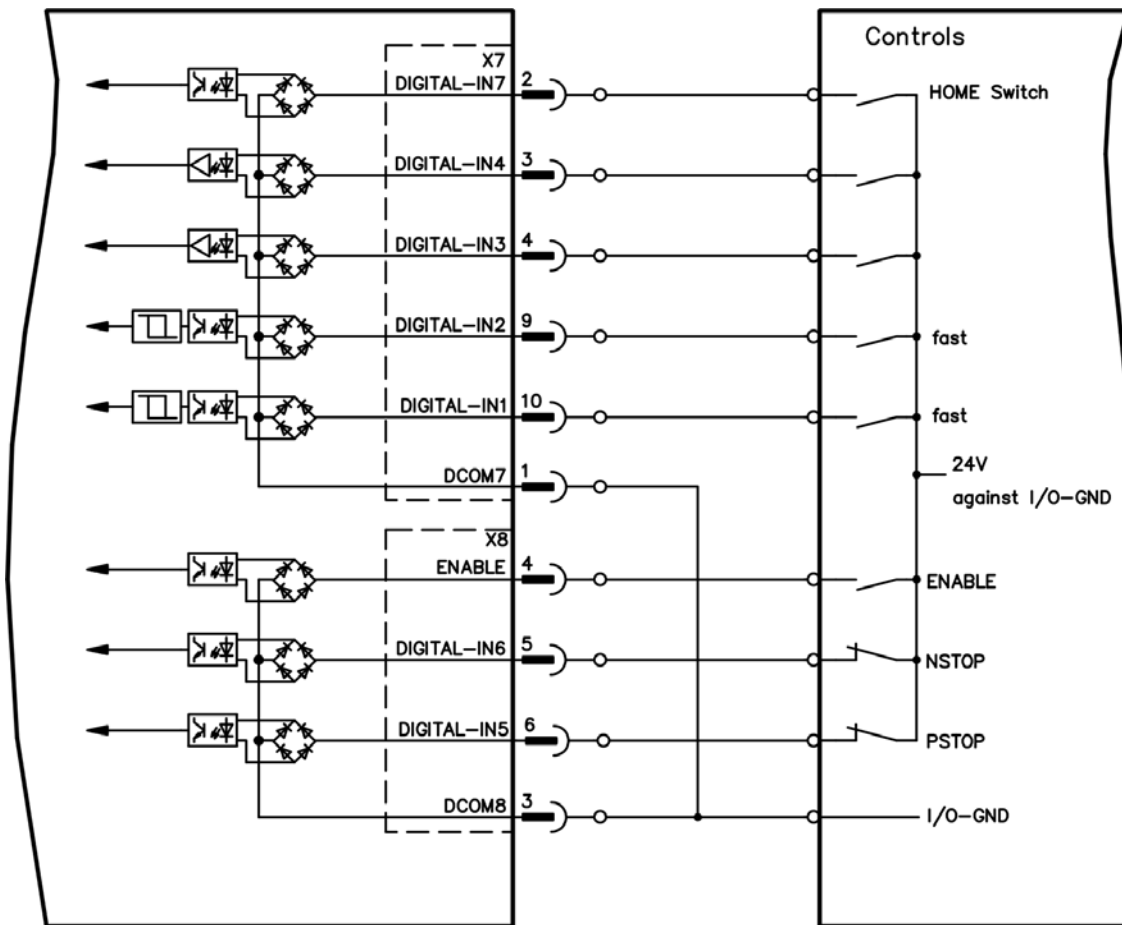 Controls
X7
DIGITAL-IN7 2
HOME Switch
DIGITAL-IN4 3
DIGITAL-IN3 4
DIGITAL-IN2 9
fast
DIGITAL-IN1 10
fast
DCOM7 1
24V
against I/O-GND
X8
ENABLE 4
ENABLE
DIGITAL-IN6 5
NSTOP
DIGITAL-IN5 6
PSTOP
DCOM8 3
I/O-GND